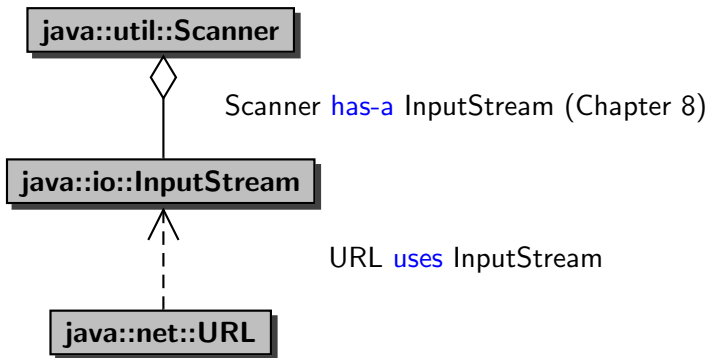 java::util::Scanner
Scanner has-a InputStream (Chapter 8)
java::io::InputStream
URL uses InputStream
java::net::URL